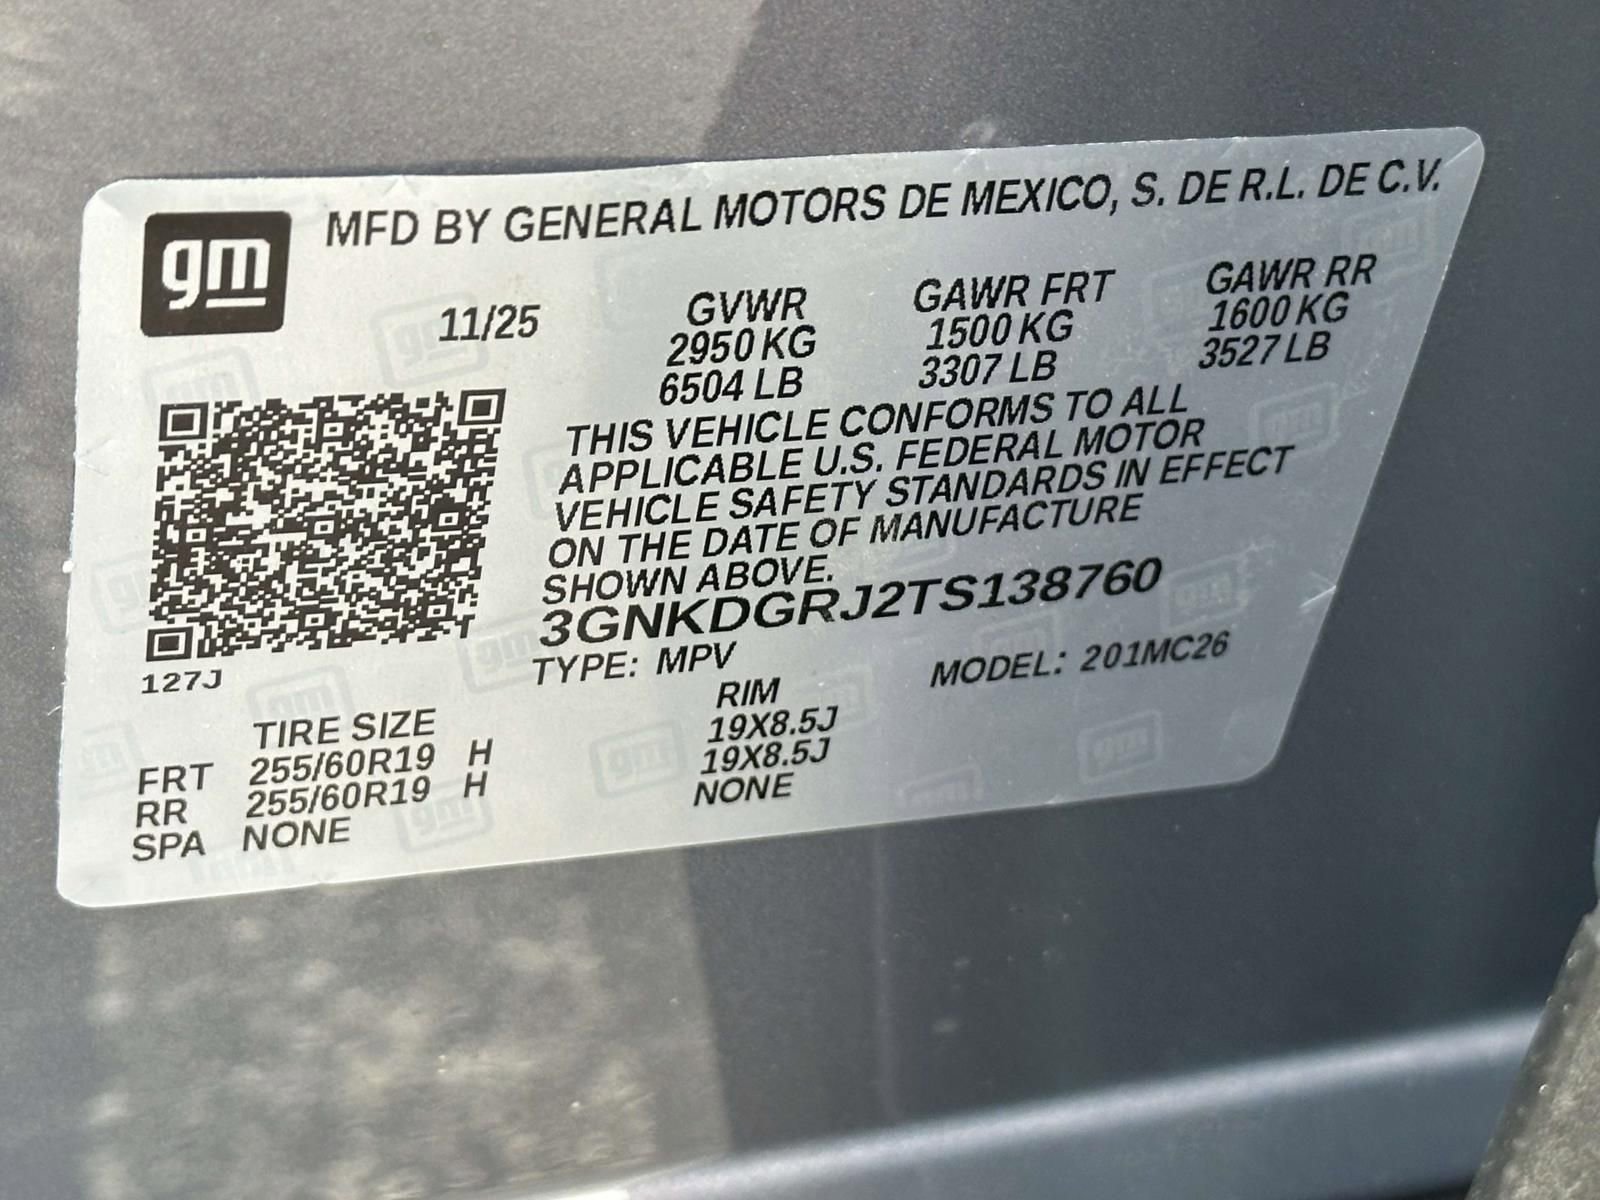 gm
MFD BY GENERAL MOTORS DE MEXICO, S. DE R.L. DE C.V.
11/25 GVWR GAWR FRT GAWR RR
2950 KG 1500 KG 1600 KG
6504 LB 3307 LB 3527 LB
THIS VEHICLE CONFORMS TO ALL
APPLICABLE U.S. FEDERAL MOTOR
VEHICLE SAFETY STANDARDS IN EFFECT
ON THE DATE OF MANUFACTURE
SHOWN ABOVE.
3GNKDGRJ2TS138760
127J
TYPE: MPV MODEL: 201MC26
TIRE SIZE RIM
FRT 255/60R19 H 19X8.5J
RR 255/60R19 H 19X8.5J
SPA NONE NONE